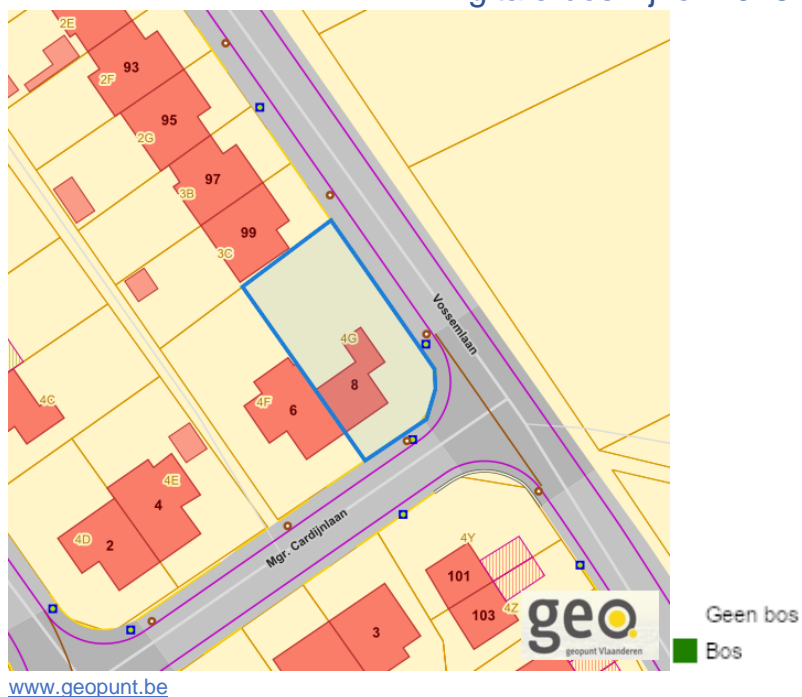 2E
93
2F
95
2G
97
3B
99
3C
Vossemlaan
4G
8
4C
4F
6
4E
4
4D
2
Mgr. Cardijnlaan
4Y
101
103
4Z
3
geo.
geopunt Vlaanderen
Geen bos
Bos
www.geopunt.be